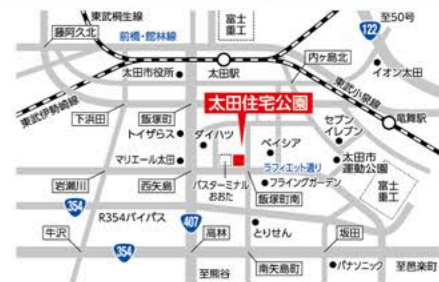 東武桐生線
藤阿久北
前橋・館林線
富士
重工
至50号
122
内ヶ島北
太田市役所
太田駅
イオン太田
東武伊勢崎線
東武小泉線
下浜田
飯塚町
太田住宅公園
竜舞駅
トイザらス
ダイハツ
ベイシア
セブン
イレブン
マリエール太田
ラフィエット通り
太田市
運動公園
岩瀬川
西矢島
バスターミナル
おおた
フライングガーデン
飯塚町南
富士
重工
354
R354バイパス
407
とりせん
牛沢
354
高林
坂田
至熊谷
南矢島町
パナソニック
至邑楽町